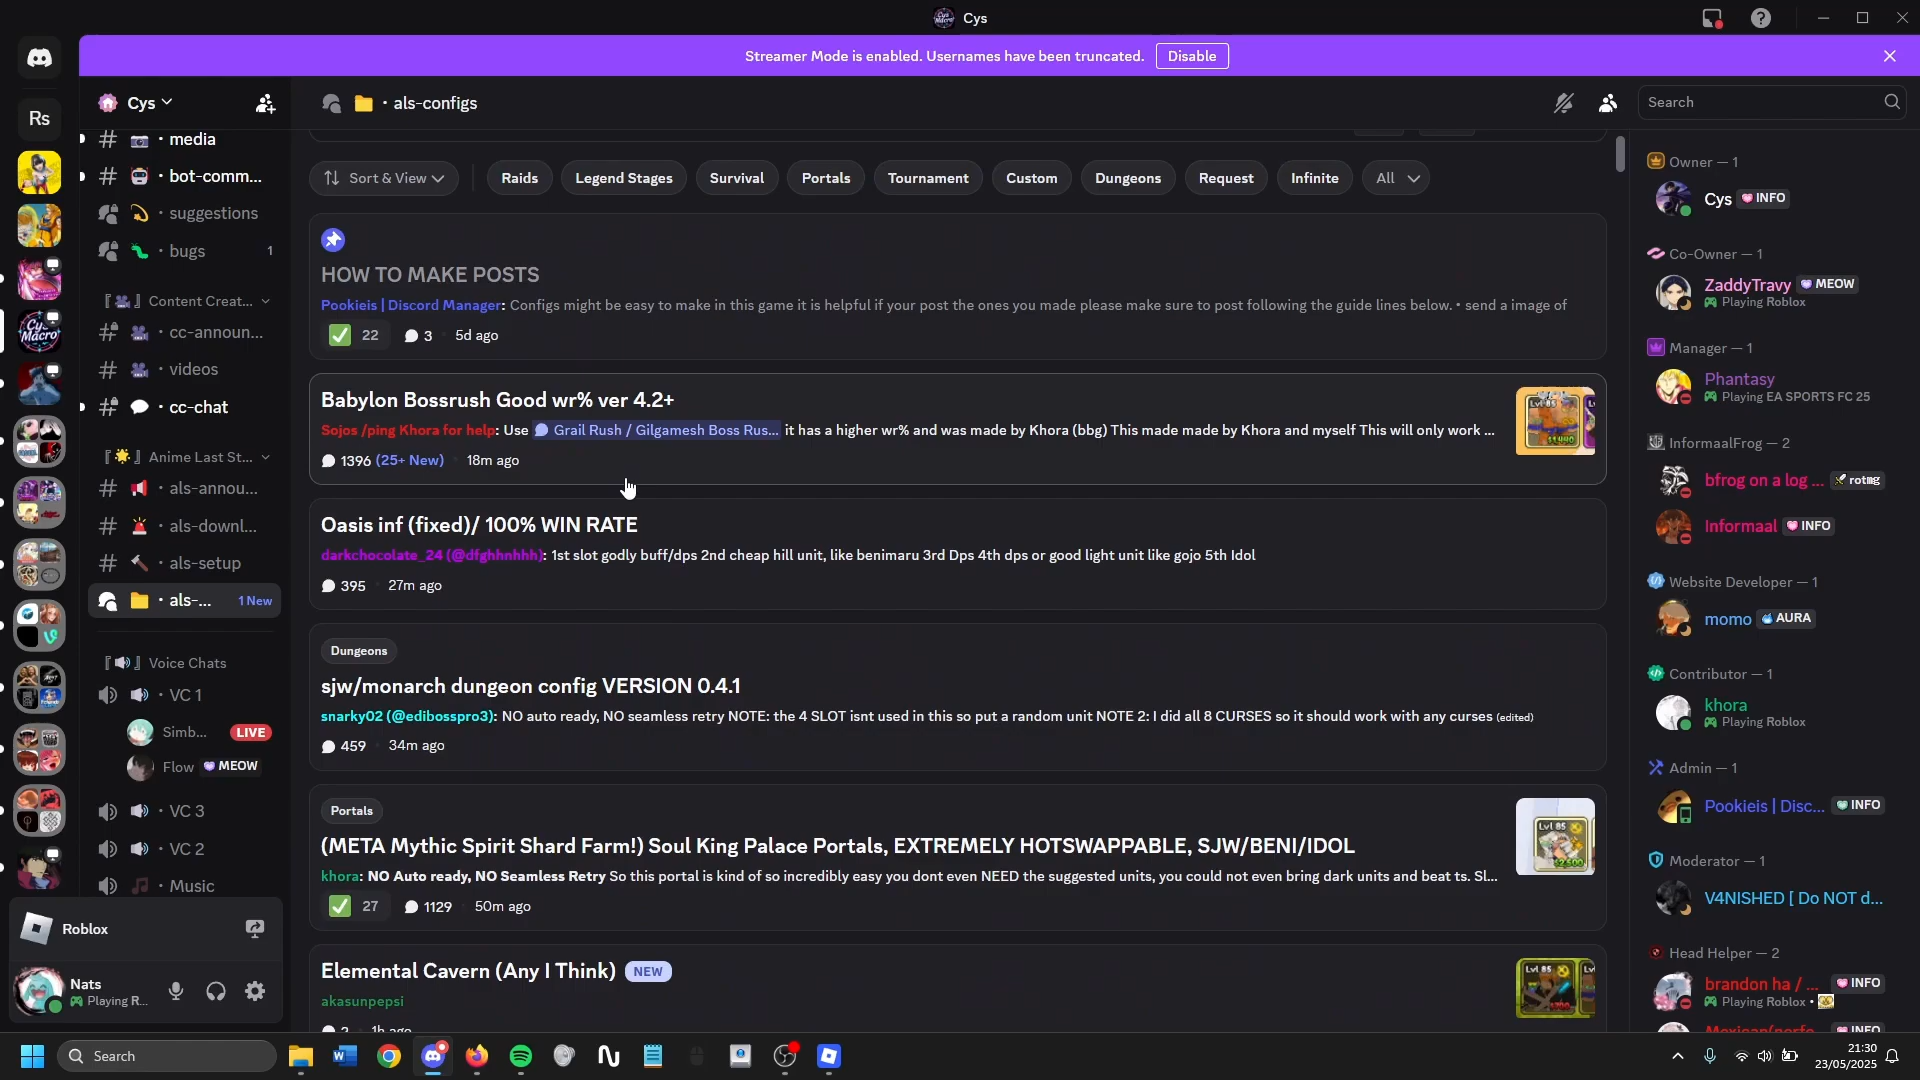 Cys
Streamer Mode is enabled. Usernames have been truncated.
Disable
Rs
Cys
media
bot-comm...
suggestions
bugs
1
Content Creat...
cc-announ...
videos
cc-chat
Anime Last St...
als-annou...
als-downl...
als-setup
als-...
1 New
Voice Chats
VC 1
Simb...
LIVE
Flow
MEOW
VC 3
VC 2
Music
Roblox
Nats
Playing R...
als-configs
Search
Sort & View
Raids
Legend Stages
Survival
Portals
Tournament
Custom
Dungeons
Request
Infinite
All
HOW TO MAKE POSTS
Pookieis | Discord Manager: Configs might be easy to make in this game it is helpful if your post the ones you made please make sure to post following the guide lines below. • send a image of
22
3
5d ago
Babylon Bossrush Good wr% ver 4.2+
Sojos /ping Khora for help: Use Grail Rush / Gilgamesh Boss Rus... it has a higher wr% and was made by Khora (bbg) This made made by Khora and myself This will only work ...
1396 (25+ New)
18m ago
Oasis inf (fixed)/ 100% WIN RATE
darkchocolate_24 (@dfghhnhhh): 1st slot godly buff/dps 2nd cheap hill unit, like benimaru 3rd Dps 4th dps or good light unit like gojo 5th Idol
395
27m ago
Dungeons
sjw/monarch dungeon config VERSION 0.4.1
snarky02 (@edibosspro3): NO auto ready, NO seamless retry NOTE: the 4 SLOT isnt used in this so put a random unit NOTE 2: I did all 8 CURSES so it should work with any curses (edited)
459
34m ago
Portals
(META Mythic Spirit Shard Farm!) Soul King Palace Portals, EXTREMELY HOTSWAPPABLE, SJW/BENI/IDOL
khora: NO Auto ready, NO Seamless Retry So this portal is kind of so incredibly easy you dont even NEED the suggested units, you could not even bring dark units and beat ts. Sl...
27
1129
50m ago
Elemental Cavern (Any I Think)
NEW
akasunpepsi
2
1h ago
Owner — 1
Cys
INFO
Co-Owner — 1
ZaddyTravy
MEOW
Playing Roblox
Manager — 1
Phantasy
Playing EA SPORTS FC 25
InformaalFrog — 2
bfrog on a log ...
rotmg
Informaal
INFO
Website Developer — 1
momo
AURA
Contributor — 1
khora
Playing Roblox
Admin — 1
Pookieis | Disc...
INFO
Moderator — 1
V4NISHED [ Do NOT d...
Head Helper — 2
brandon ha / ...
INFO
Playing Roblox •
INFO
Search
21:30
23/05/2025